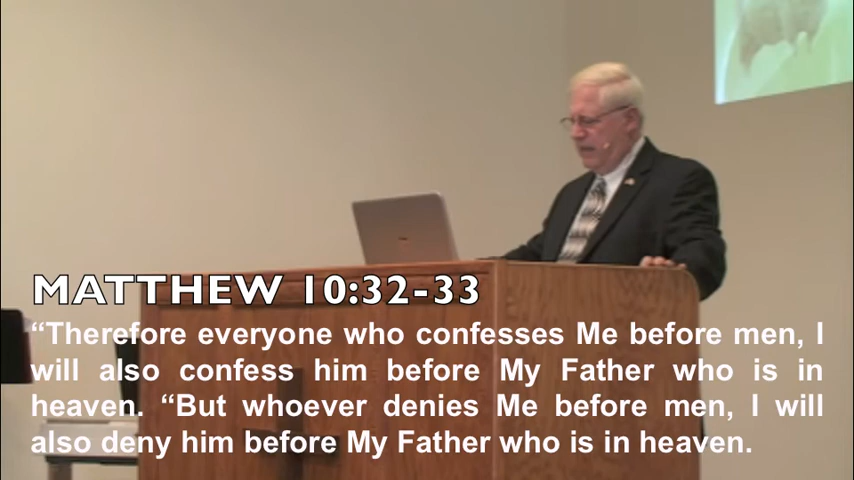 MATTHEW 10:32-33
“Therefore everyone who confesses Me before men, I
will also confess him before My Father who is in
heaven. “But whoever denies Me before men, I will
also deny him before My Father who is in heaven.